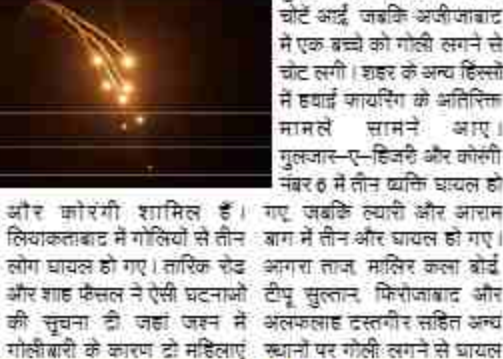 और कोरंगी शामिल हैं।
लियाकताबाद में गोलियों से तीन
लोग घायल हो गए। तारिक रोड
और शाह फैसल ने ऐसी घटनाओं
की सूचना दी जहां जश्न में
गोलीबारी के कारण दो महिलाएं
चोटें आईं, जबकि अजीजाबाद
में एक बच्चे को गोली लगने से
चोट लगी। शहर के अन्य हिस्सों
में हवाई फायरिंग के अतिरिक्त
मामले सामने आए।
गुलजार–ए–हिजरी और कोरंगी
नंबर 6 में तीन व्यक्ति घायल हो
गए, जबकि ल्यारी और आराम
बाग में तीन और घायल हो गए।
आगरा ताज, मालिर कला बोर्ड,
टीपू सुल्तान, फिरोजाबाद और
अलफलाह दस्तगीर सहित अन्य
स्थानों पर गोली लगने से घायल